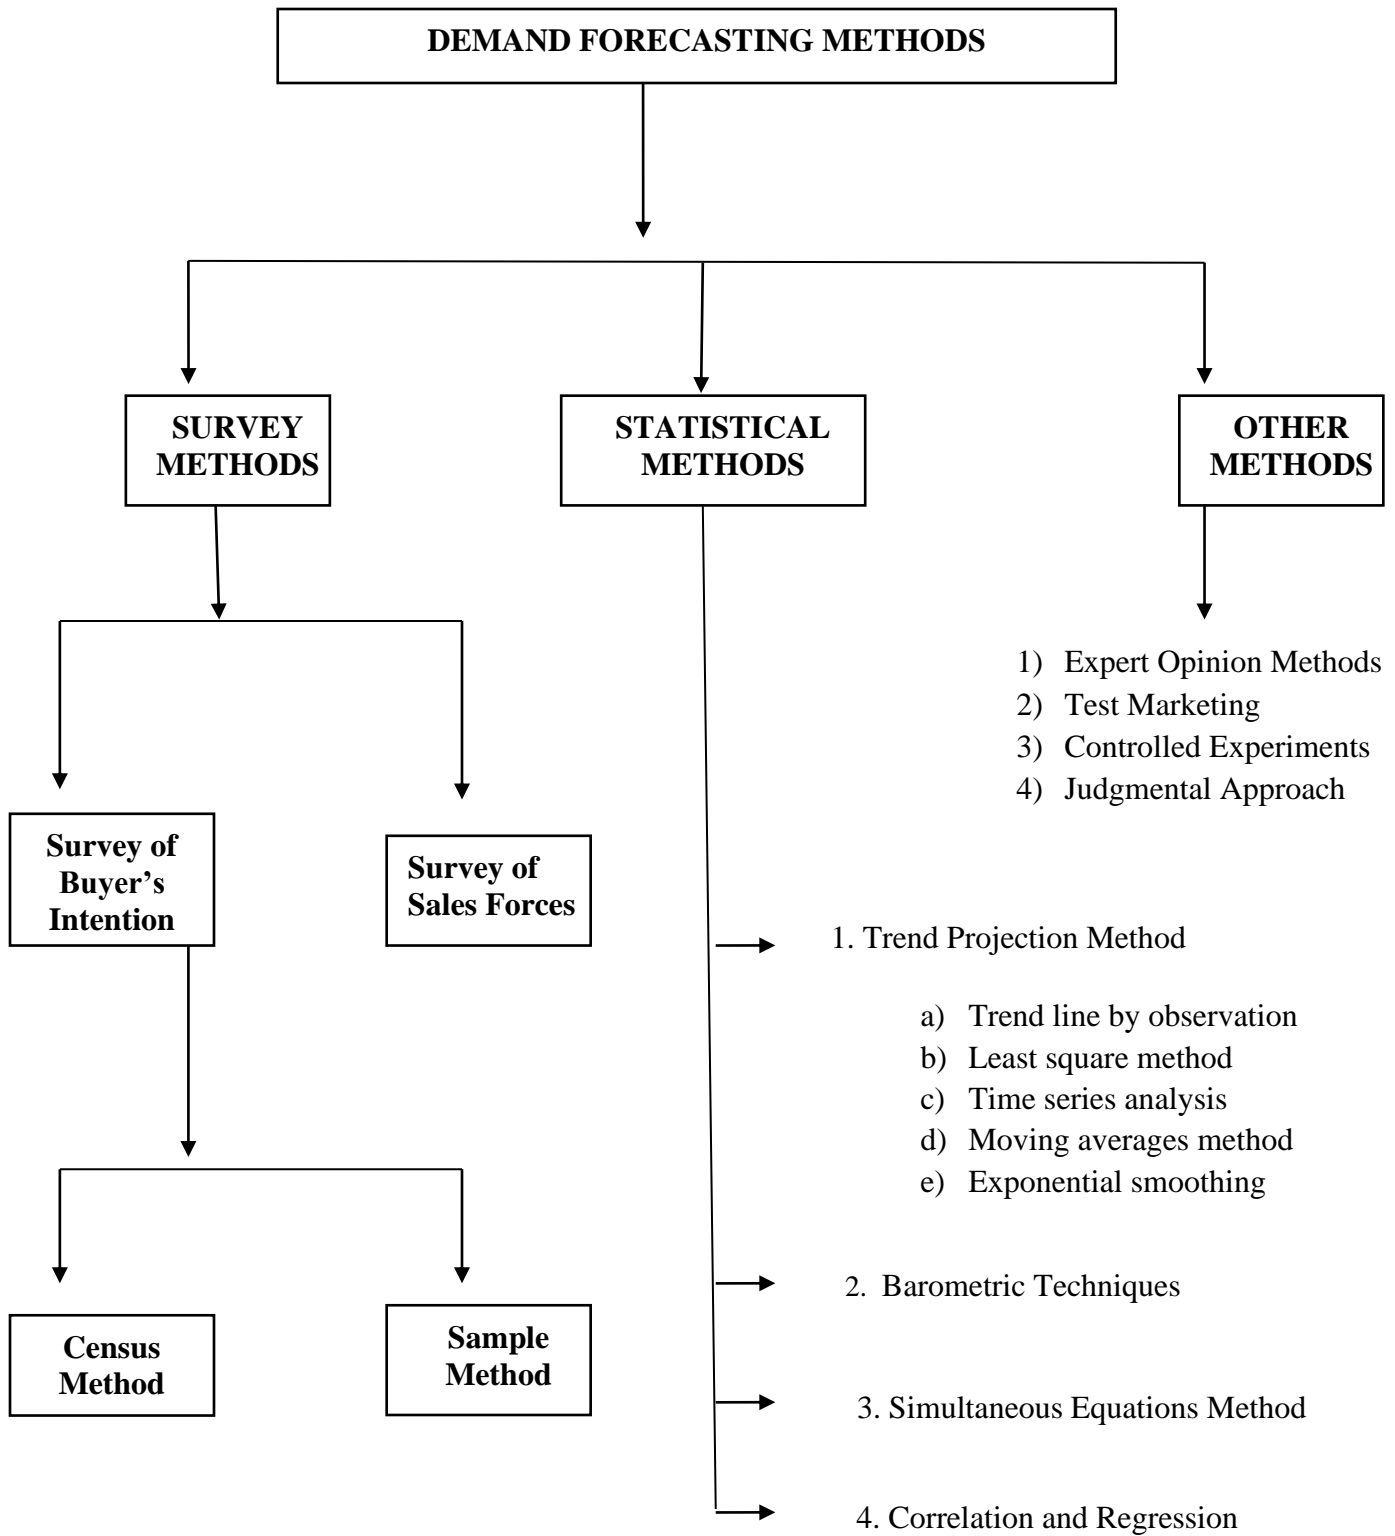 DEMAND FORECASTING METHODS
SURVEY
METHODS
STATISTICAL
METHODS
OTHER
METHODS
1) Expert Opinion Methods
2) Test Marketing
3) Controlled Experiments
4) Judgmental Approach
Survey of
Buyer’s
Intention
Survey of
Sales Forces
1. Trend Projection Method
a) Trend line by observation
b) Least square method
c) Time series analysis
d) Moving averages method
e) Exponential smoothing
2. Barometric Techniques
Census
Method
Sample
Method
3. Simultaneous Equations Method
4. Correlation and Regression